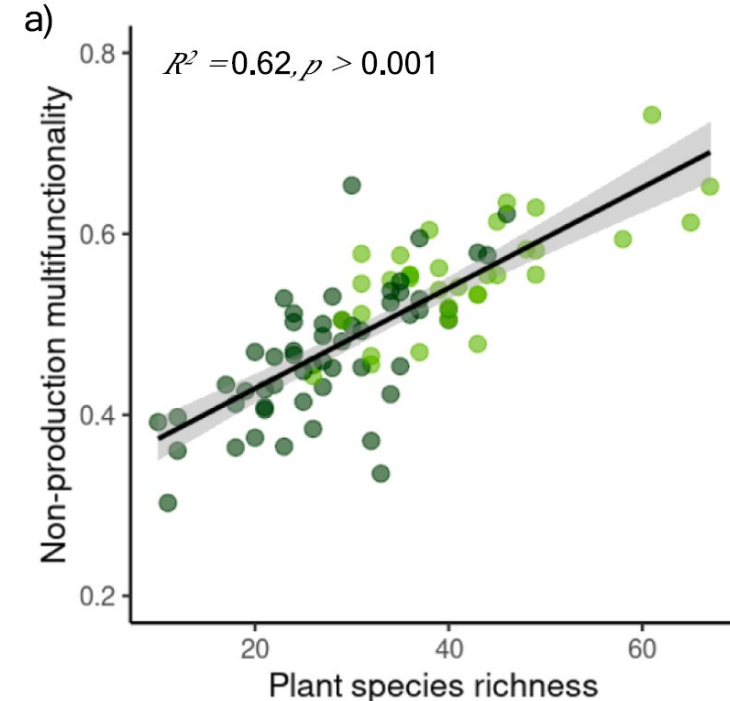 a)
R² =0.62, p > 0.001
Non-production multifunctionality
0.8
0.6
0.4
0.2
20 40 60
Plant species richness